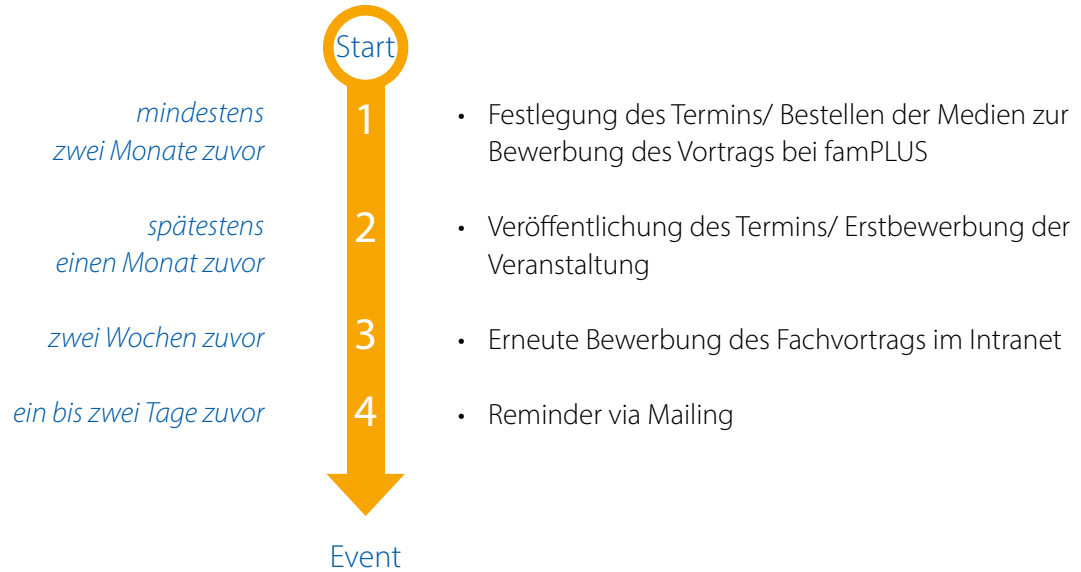 Start
mindestens
zwei Monate zuvor
1
• Festlegung des Termins/ Bestellen der Medien zur
Bewerbung des Vortrags bei famPLUS
spätestens
einen Monat zuvor
2
• Veröffentlichung des Termins/ Erstbewerbung der
Veranstaltung
zwei Wochen zuvor
3
• Erneute Bewerbung des Fachvortrags im Intranet
ein bis zwei Tage zuvor
4
• Reminder via Mailing
Event